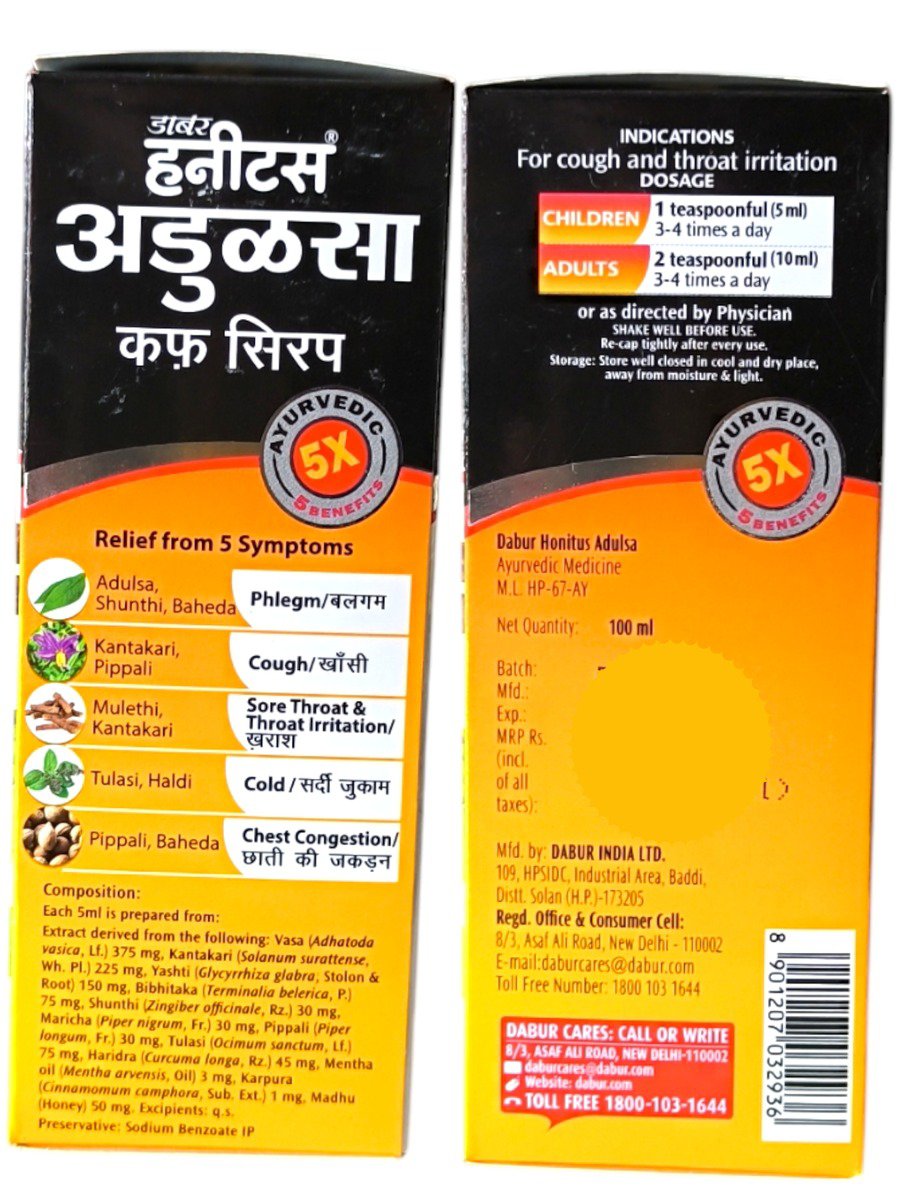 डाबर
हनीटस®
अडुळसा
कफ़ सिरप
AYURVEDIC
5X
5 BENEFITS
Relief from 5 Symptoms
Adulsa,
Shunthi, Baheda
Phlegm/बलगम
Kantakari,
Pippali
Cough/खाँसी
Mulethi,
Kantakari
Sore Throat &
Throat Irritation/
ख़राश
Tulasi, Haldi
Cold/सर्दी जुकाम
Pippali, Baheda
Chest Congestion/
छाती की जकड़न
Composition:
Each 5ml is prepared from:
Extract derived from the following: Vasa (Adhatoda
vasica, Lf.) 375 mg, Kantakari (Solanum surattense,
Wh. Pl.) 225 mg, Yashti (Glycyrrhiza glabra, Stolon &
Root) 150 mg, Bibhitaka (Terminalia belerica, P.)
75 mg, Shunthi (Zingiber officinale, Rz.) 30 mg,
Maricha (Piper nigrum, Fr.) 30 mg, Pippali (Piper
longum, Fr.) 30 mg, Tulasi (Ocimum sanctum, Lf.)
75 mg, Haridra (Curcuma longa, Rz.) 45 mg, Mentha
oil (Mentha arvensis, Oil) 3 mg, Karpura
(Cinnamomum camphora, Sub. Ext.) 1 mg, Madhu
(Honey) 50 mg. Excipients: q.s.
Preservative: Sodium Benzoate IP
INDICATIONS
For cough and throat irritation
DOSAGE
CHILDREN
1 teaspoonful (5 ml)
3-4 times a day
ADULTS
2 teaspoonful (10 ml)
3-4 times a day
or as directed by Physician
SHAKE WELL BEFORE USE.
Re-cap tightly after every use.
Storage: Store well closed in cool and dry place,
away from moisture & light.
AYURVEDIC
5X
5 BENEFITS
Dabur Honitus Adulsa
Ayurvedic Medicine
M.L. HP-67-AY
Net Quantity: 100 ml
Batch:
Mfd.:
Exp.:
MRP Rs.
(incl.
of all
taxes):
Mfd. by: DABUR INDIA LTD.
109, HPSIDC, Industrial Area, Baddi,
Distt. Solan (H.P.)-173205
Regd. Office & Consumer Cell:
8/3, Asaf Ali Road, New Delhi - 110002
E-mail:daburcares@dabur.com
Toll Free Number: 1800 103 1644
DABUR CARES: CALL OR WRITE
8/3, ASAF ALI ROAD, NEW DELHI-110002
daburcares@dabur.com
Website: dabur.com
TOLL FREE 1800-103-1644
8 901207 032936